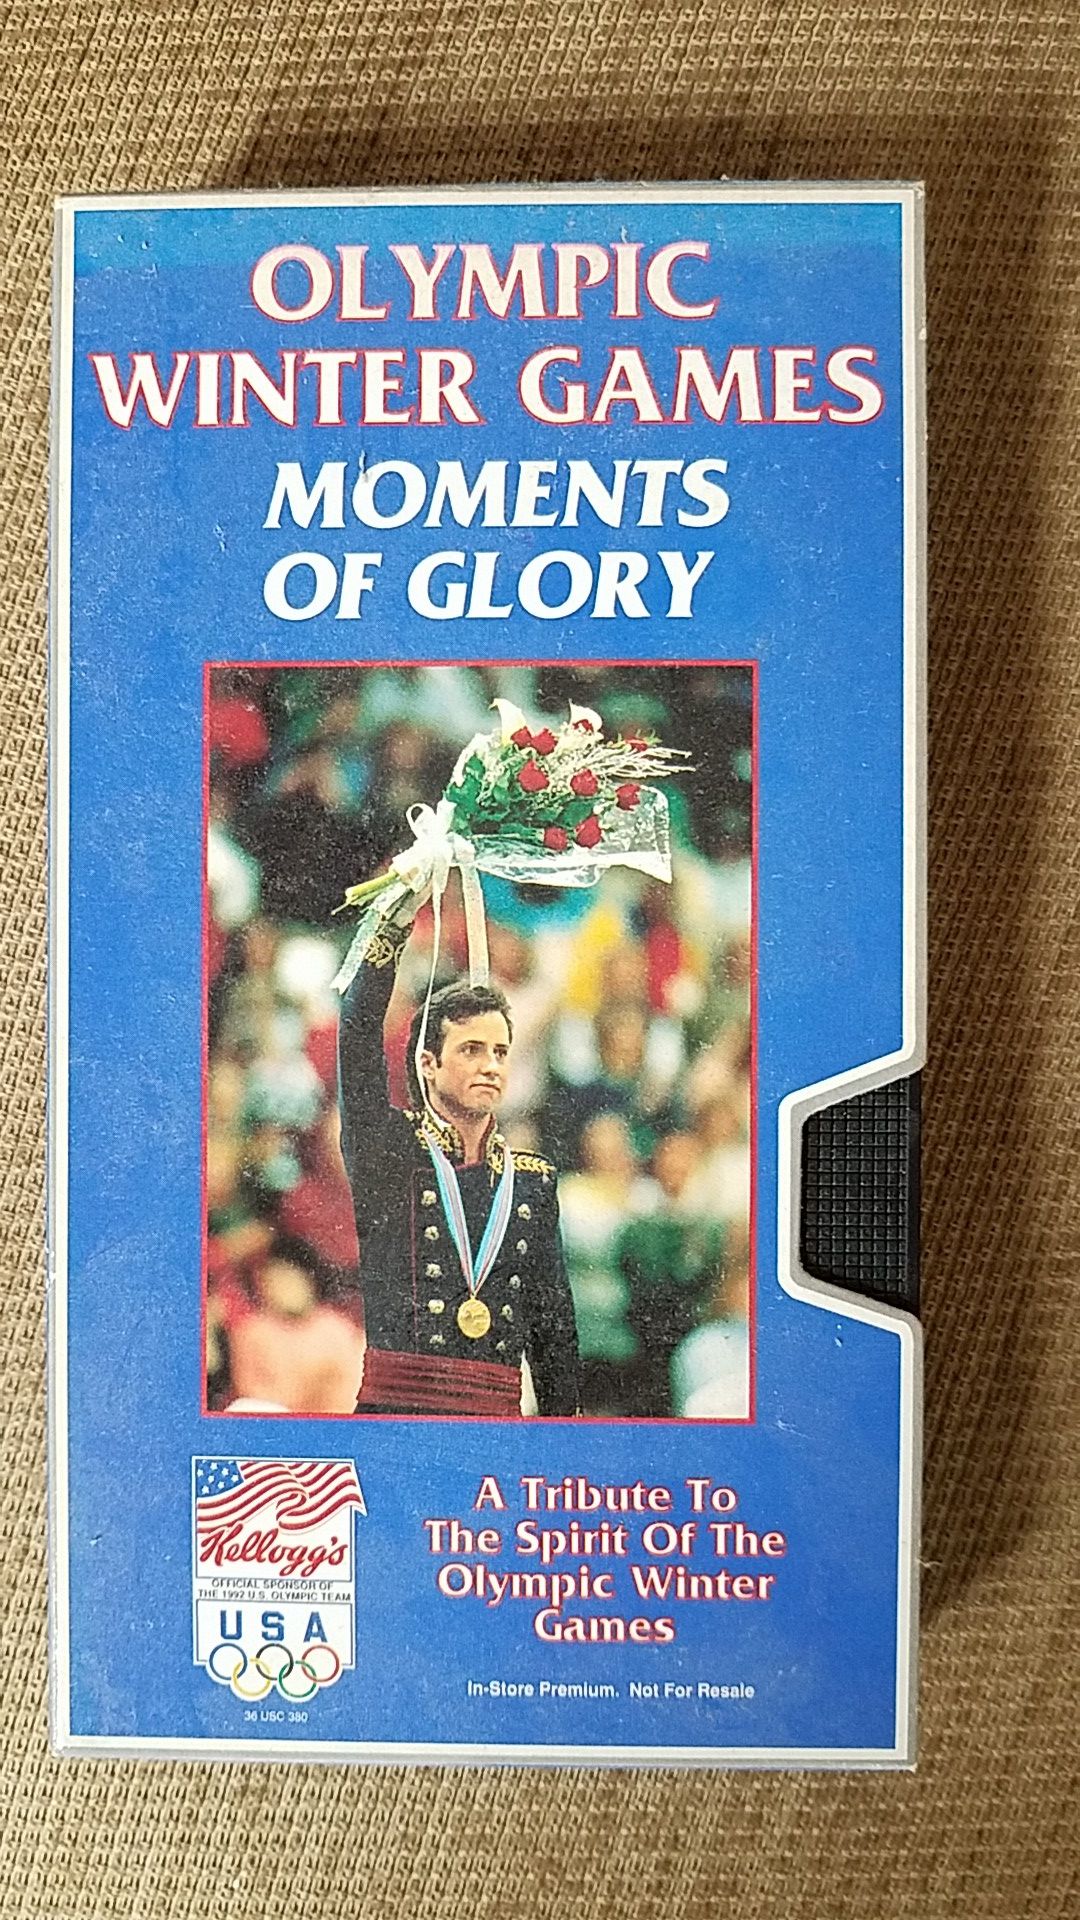 OLYMPIC
WINTER GAMES
MOMENTS
OF GLORY
Kellogg's
OFFICIAL SPONSOR OF
THE 1992 U.S. OLYMPIC TEAM
USA
36 USC 380
A Tribute To
The Spirit Of The
Olympic Winter
Games
In-Store Premium. Not For Resale